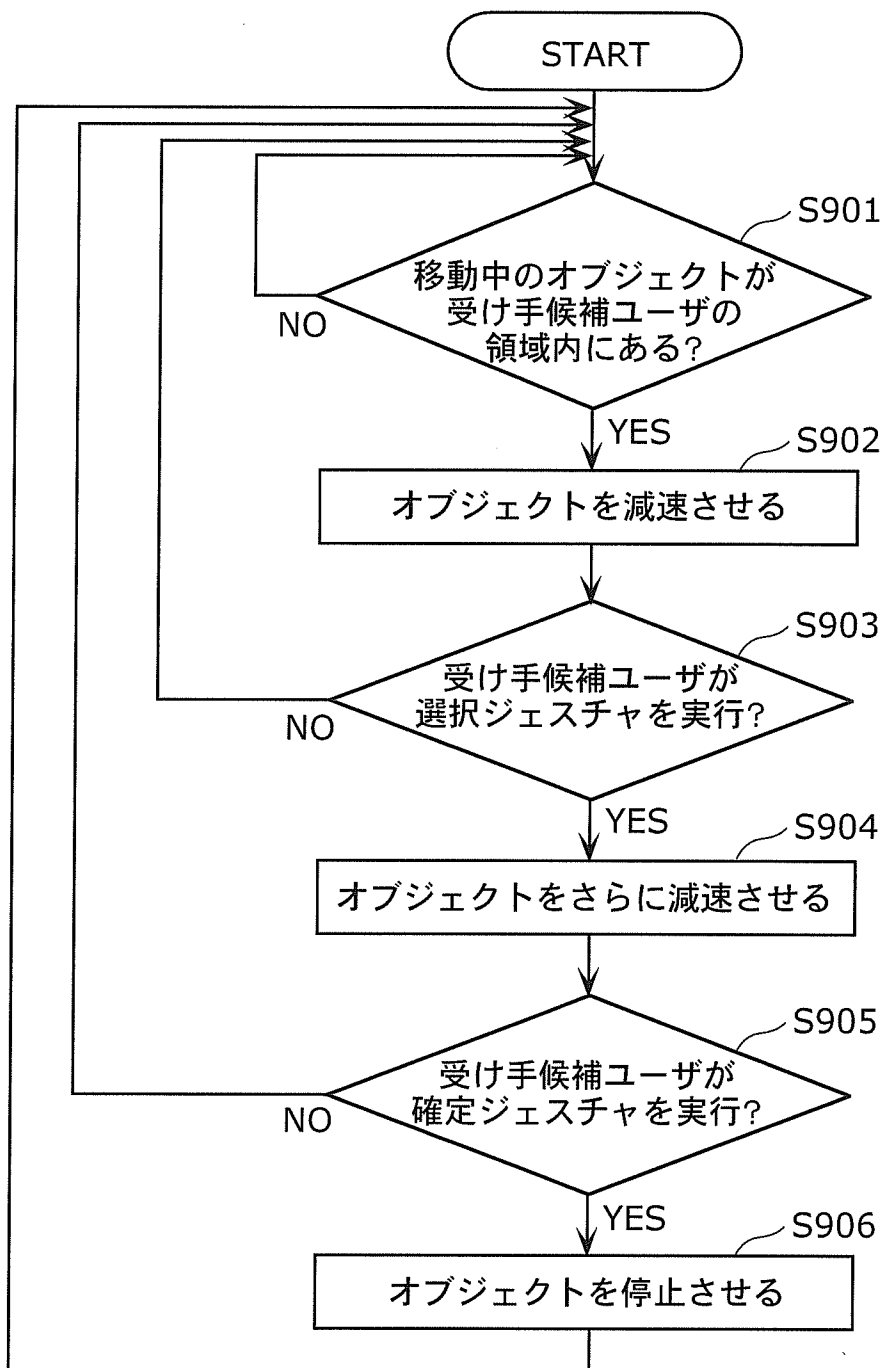 START
S901
移動中のオブジェクトが
受け手候補ユーザの
領域内にある?
NO
YES
S902
オブジェクトを減速させる
S903
受け手候補ユーザが
選択ジェスチャを実行?
NO
YES
S904
オブジェクトをさらに減速させる
S905
受け手候補ユーザが
確定ジェスチャを実行?
NO
YES
S906
オブジェクトを停止させる